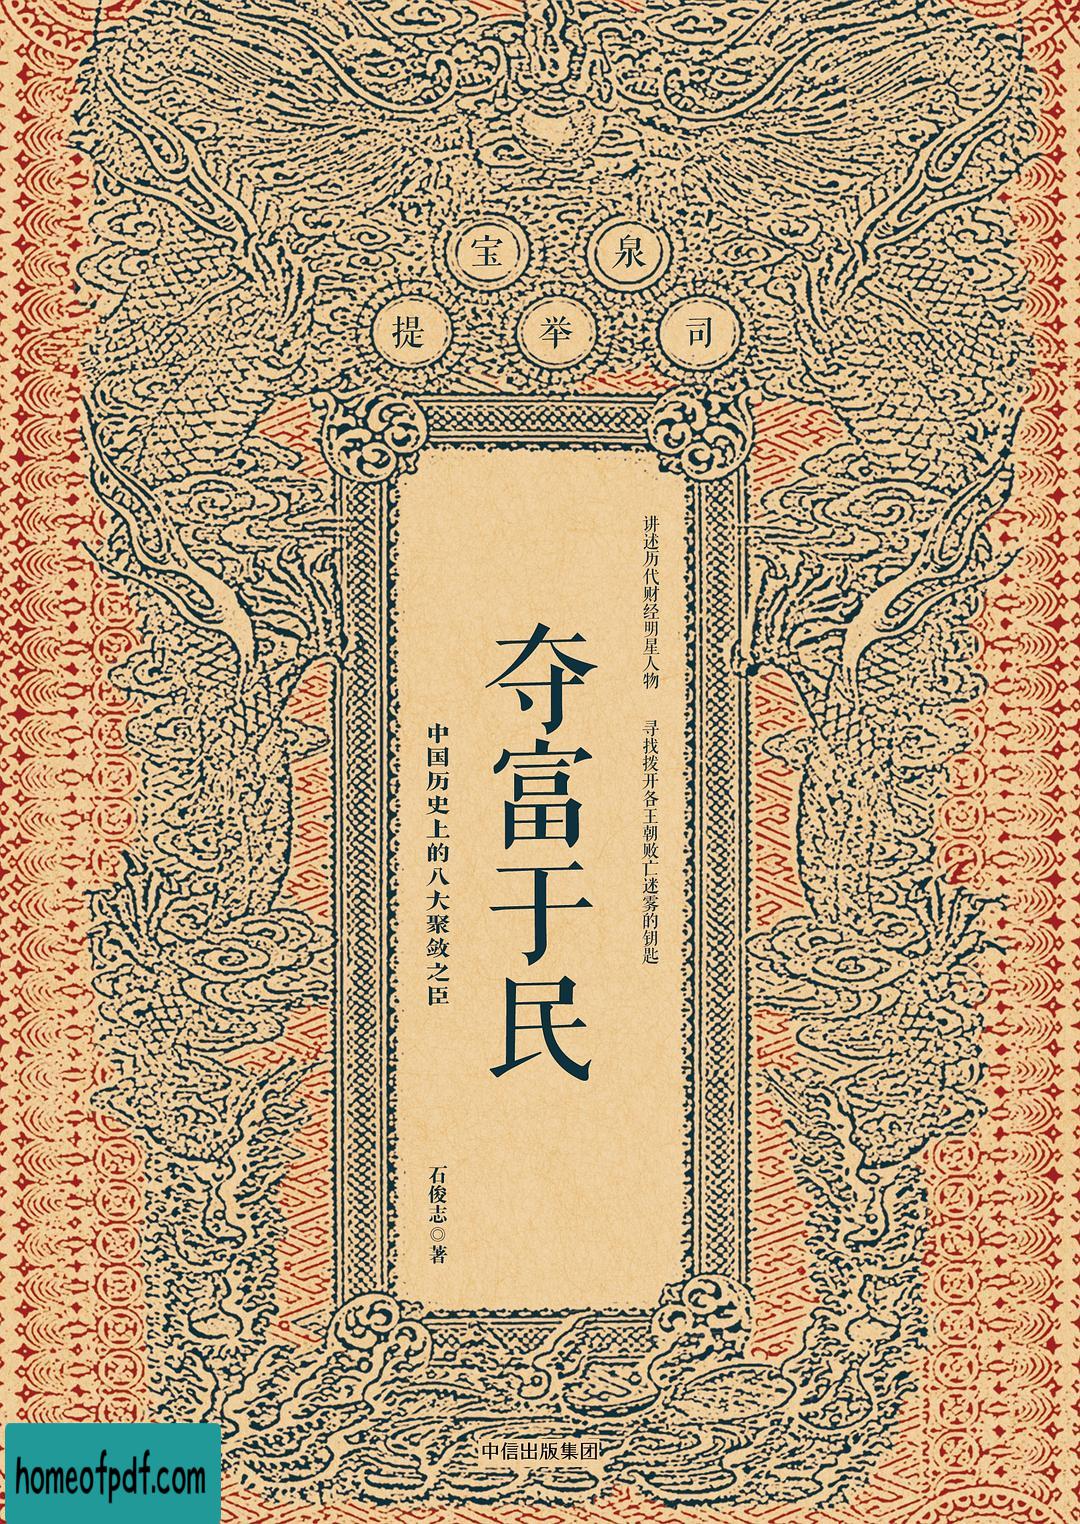 宝泉
提举司
讲述历代财经明星人物 寻找拨开各王朝败亡迷雾的钥匙
夺富于民
中国历史上的八大聚敛之臣
石俊志◎著
中信出版集团
homeofpdf.com